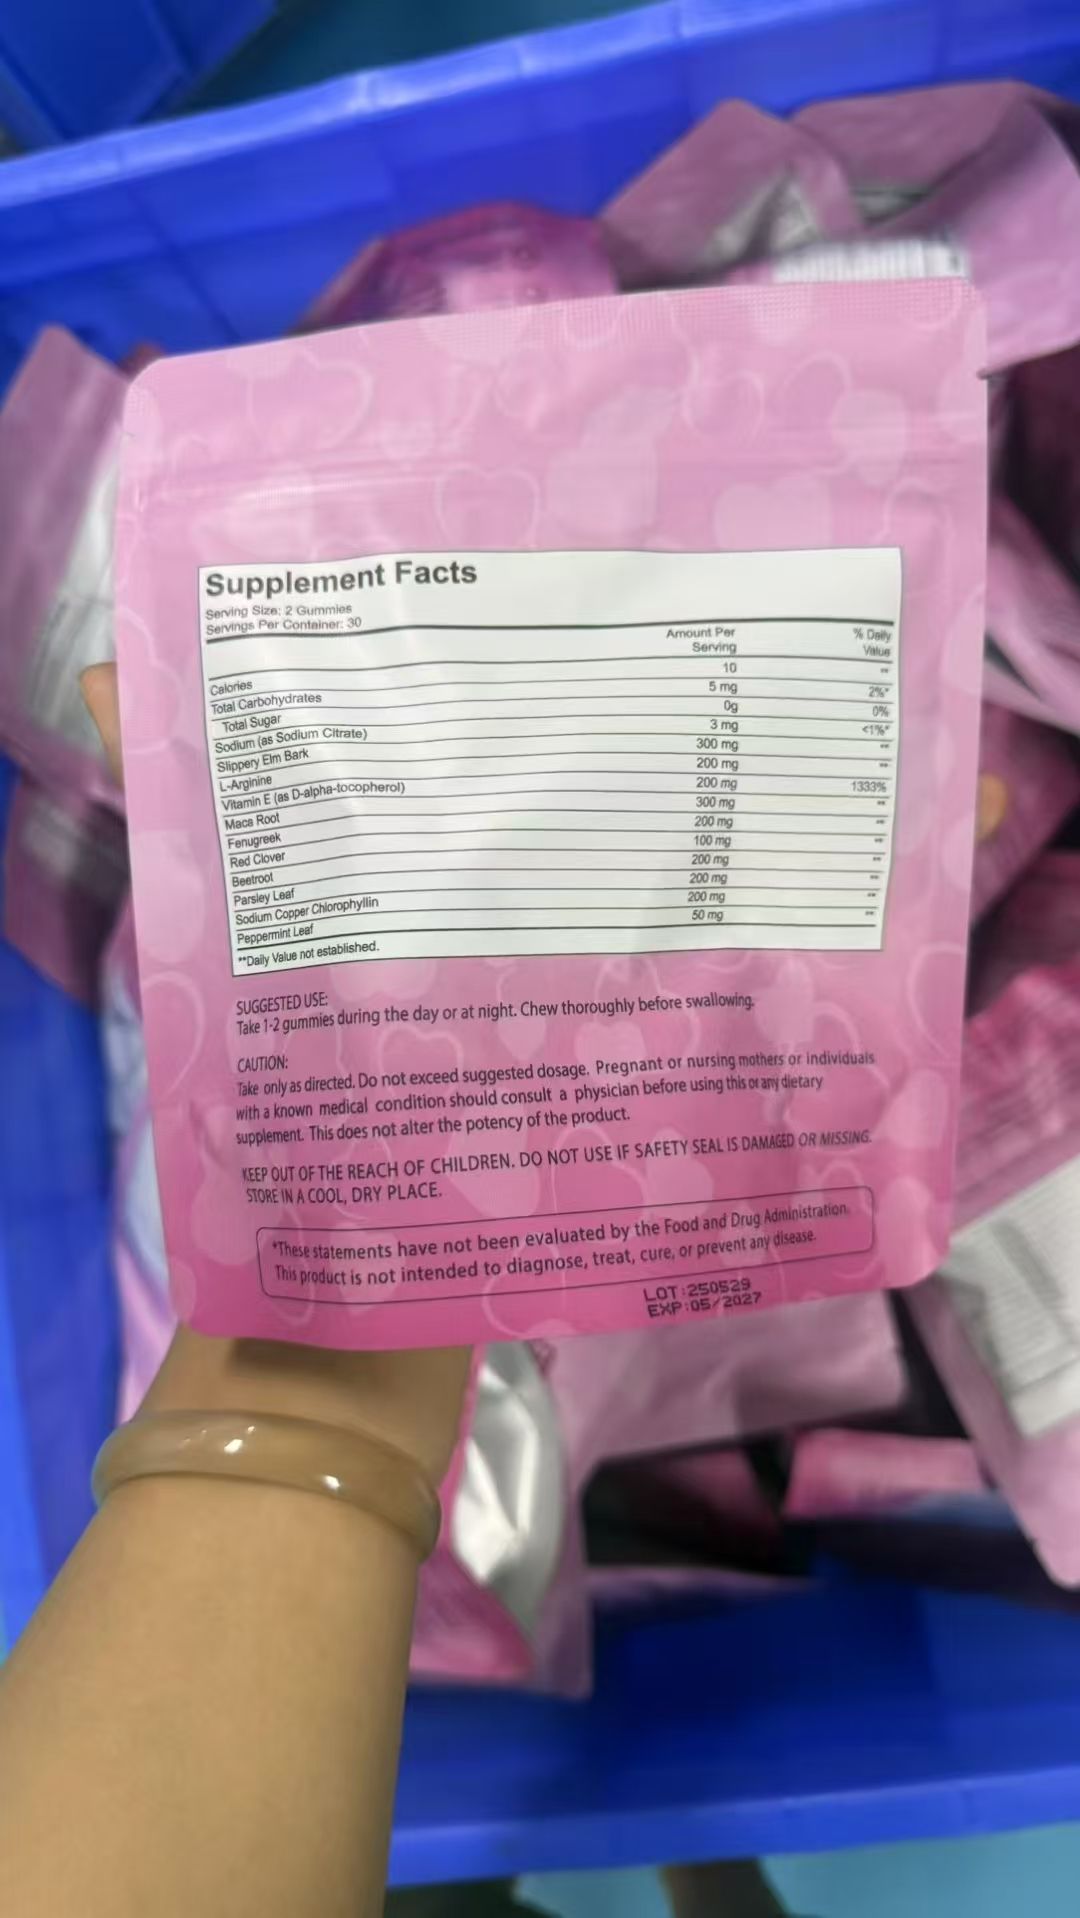 Supplement Facts
Serving Size: 2 Gummies
Servings Per Container: 30
Amount Per Serving % Daily Value
Calories 10 **
Total Carbohydrates 5 mg 2%*
Total Sugar 0g 0%
Sodium (as Sodium Citrate) 3 mg <1%*
Slippery Elm Bark 300 mg **
L-Arginine 200 mg **
Vitamin E (as D-alpha-tocopherol) 200 mg 1333%
Maca Root 300 mg **
Fenugreek 200 mg **
Red Clover 100 mg **
Beetroot 200 mg **
Parsley Leaf 200 mg **
Sodium Copper Chlorophyllin 200 mg **
Peppermint Leaf 50 mg **
**Daily Value not established.
SUGGESTED USE:
Take 1-2 gummies during the day or at night. Chew thoroughly before swallowing.
CAUTION:
Take only as directed. Do not exceed suggested dosage. Pregnant or nursing mothers or individuals
with a known medical condition should consult a physician before using this or any dietary
supplement. This does not alter the potency of the product.
KEEP OUT OF THE REACH OF CHILDREN. DO NOT USE IF SAFETY SEAL IS DAMAGED OR MISSING.
STORE IN A COOL, DRY PLACE.
*These statements have not been evaluated by the Food and Drug Administration.
This product is not intended to diagnose, treat, cure, or prevent any disease.
LOT:250529
EXP:05/2027